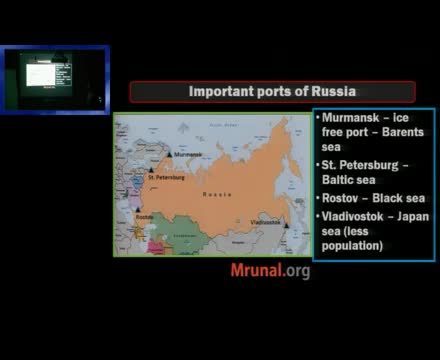 Important ports of Russia
• Murmansk – ice
free port – Barents
sea
• St. Petersburg –
Baltic sea
• Rostov – Black sea
• Vladivostok – Japan
sea (less
population)
Murmansk
St. Petersburg
Russia
Rostov
Vladivostok
Mrunal.org